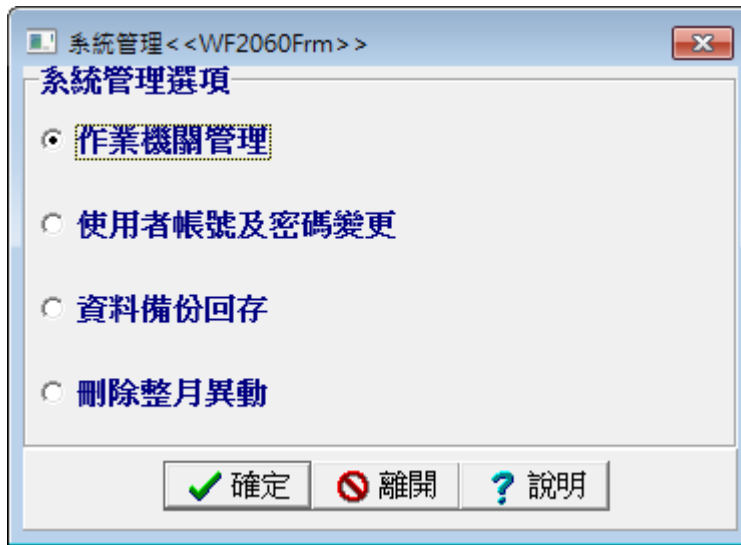 系統管理<<WF2060Frm>>
系統管理選項
作業機關管理
使用者帳號及密碼變更
資料備份回存
刪除整月異動
確定 離開 說明